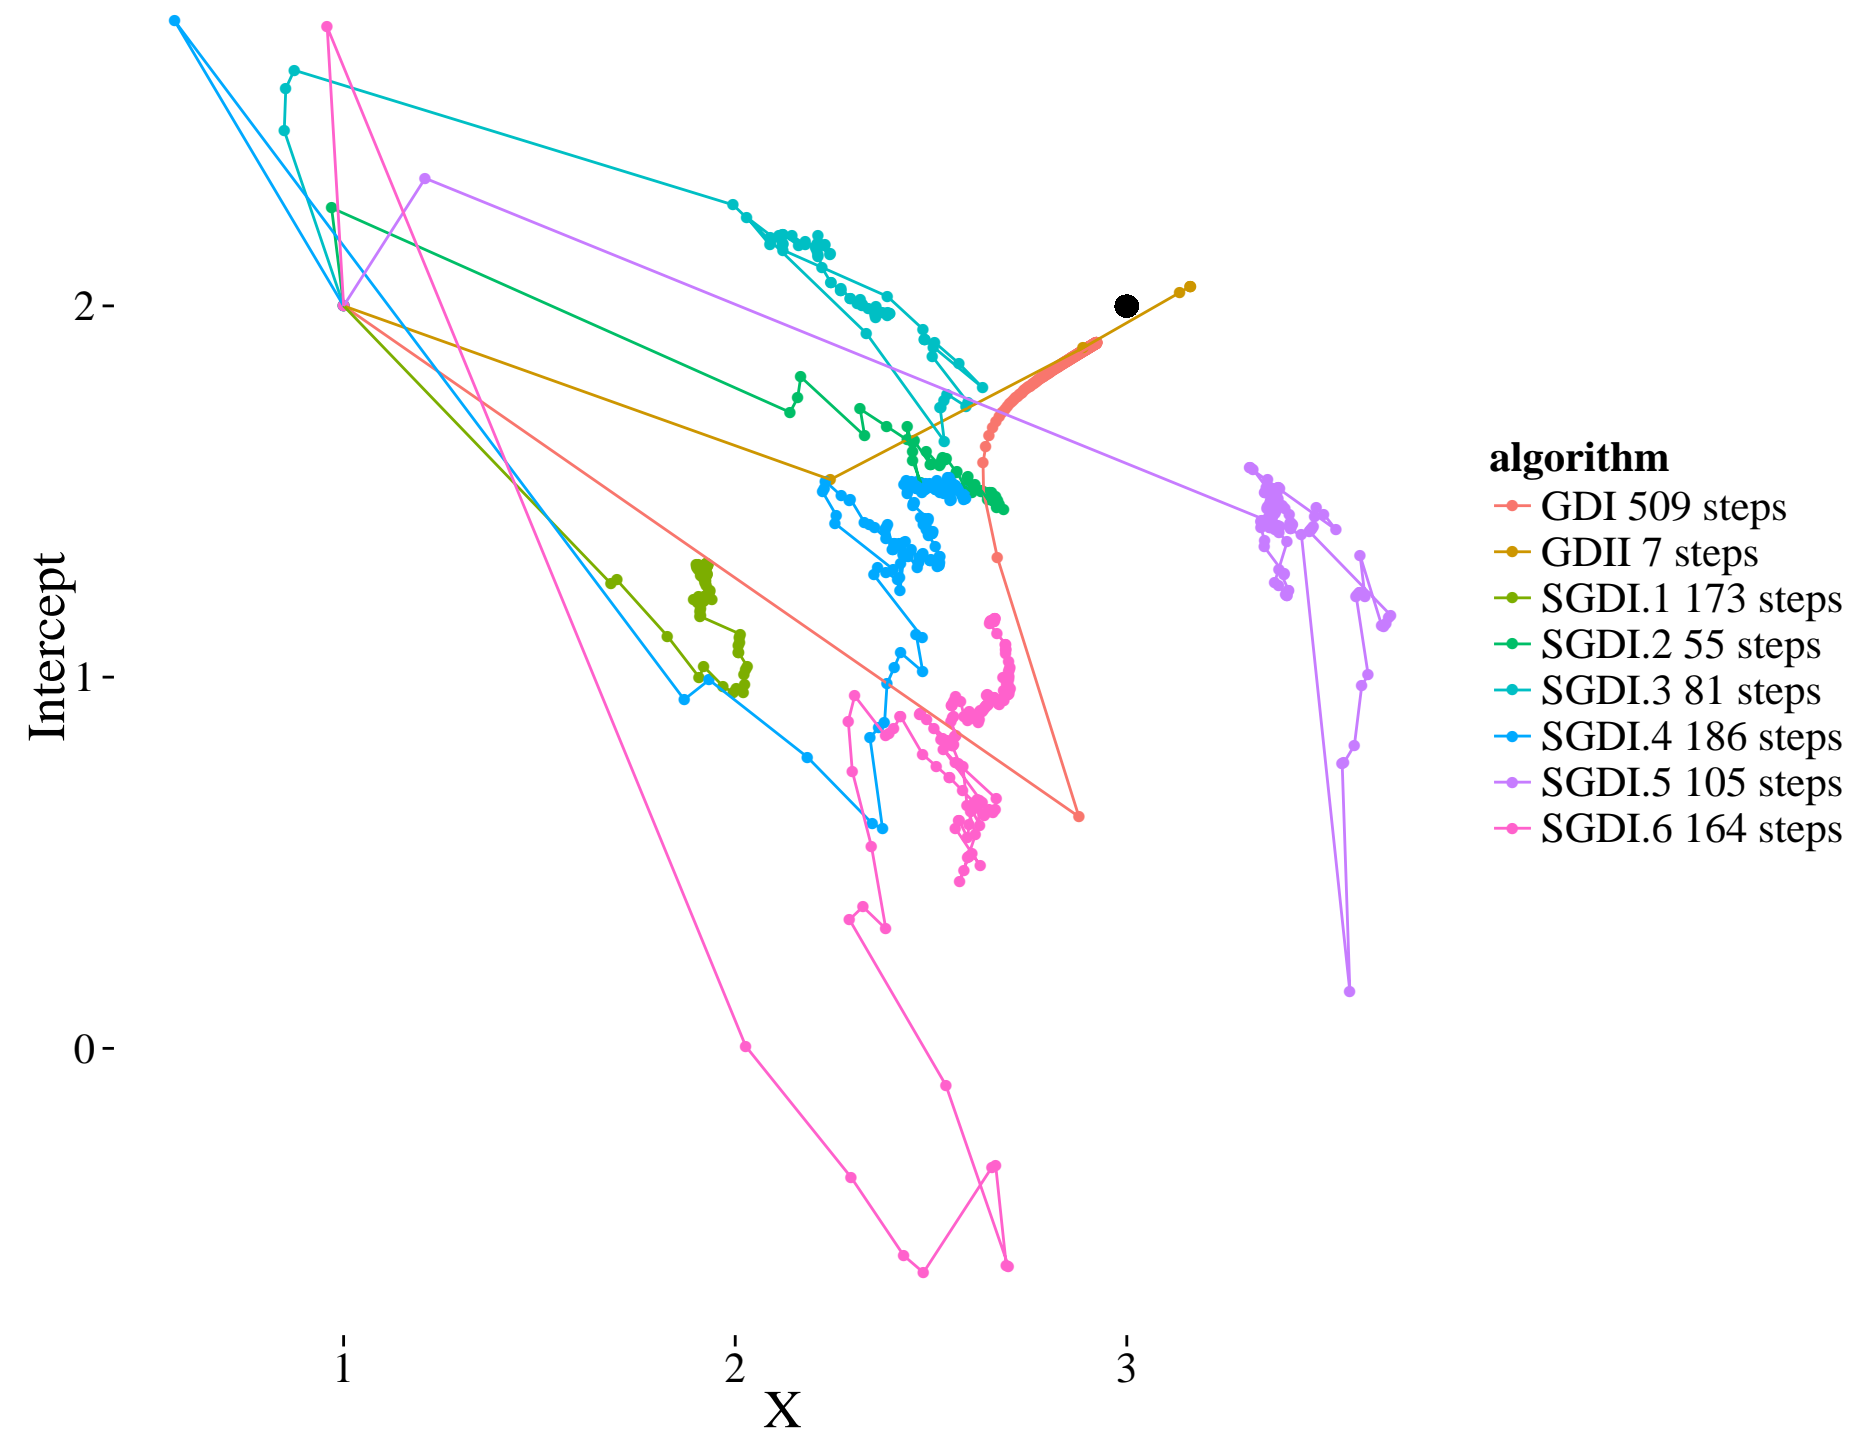 2
1
0
Intercept
1 2 3
X
algorithm
GDI 509 steps
GDII 7 steps
SGDI.1 173 steps
SGDI.2 55 steps
SGDI.3 81 steps
SGDI.4 186 steps
SGDI.5 105 steps
SGDI.6 164 steps